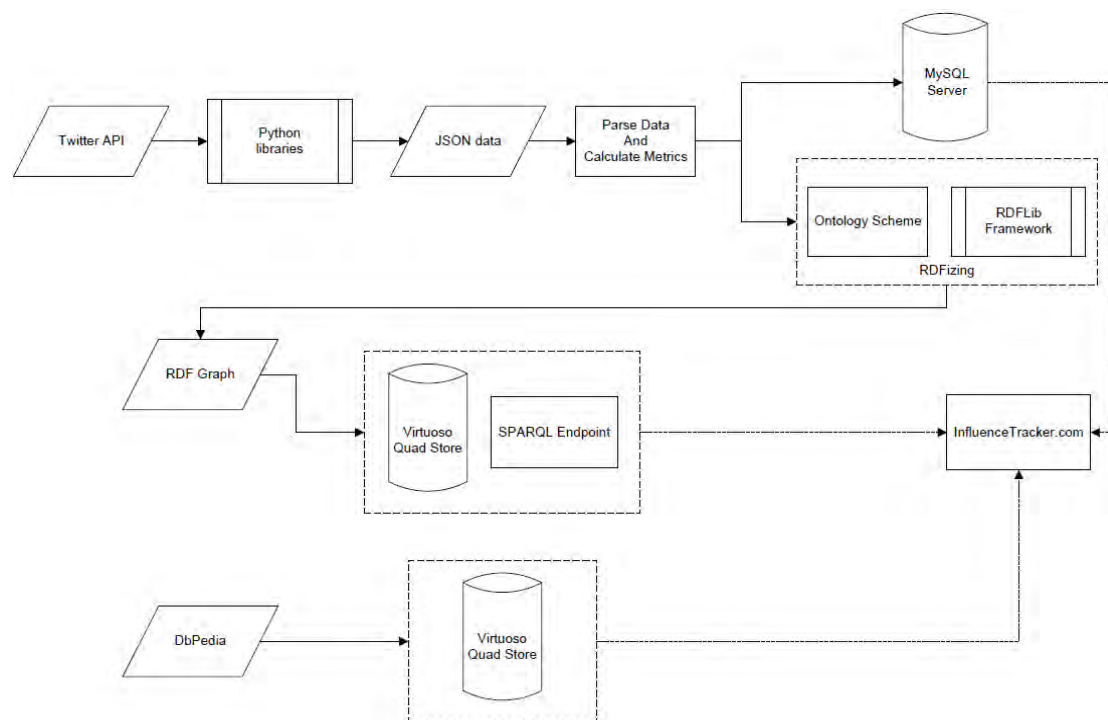 MySQL
Server
Twitter API
Python
libraries
JSON data
Parse Data
And
Calculate Metrics
Ontology Scheme
RDFLib
Framework
RDFizing
RDF Graph
Virtuoso
Quad Store
SPARQL Endpoint
InfluenceTracker.com
DbPedia
Virtuoso
Quad Store